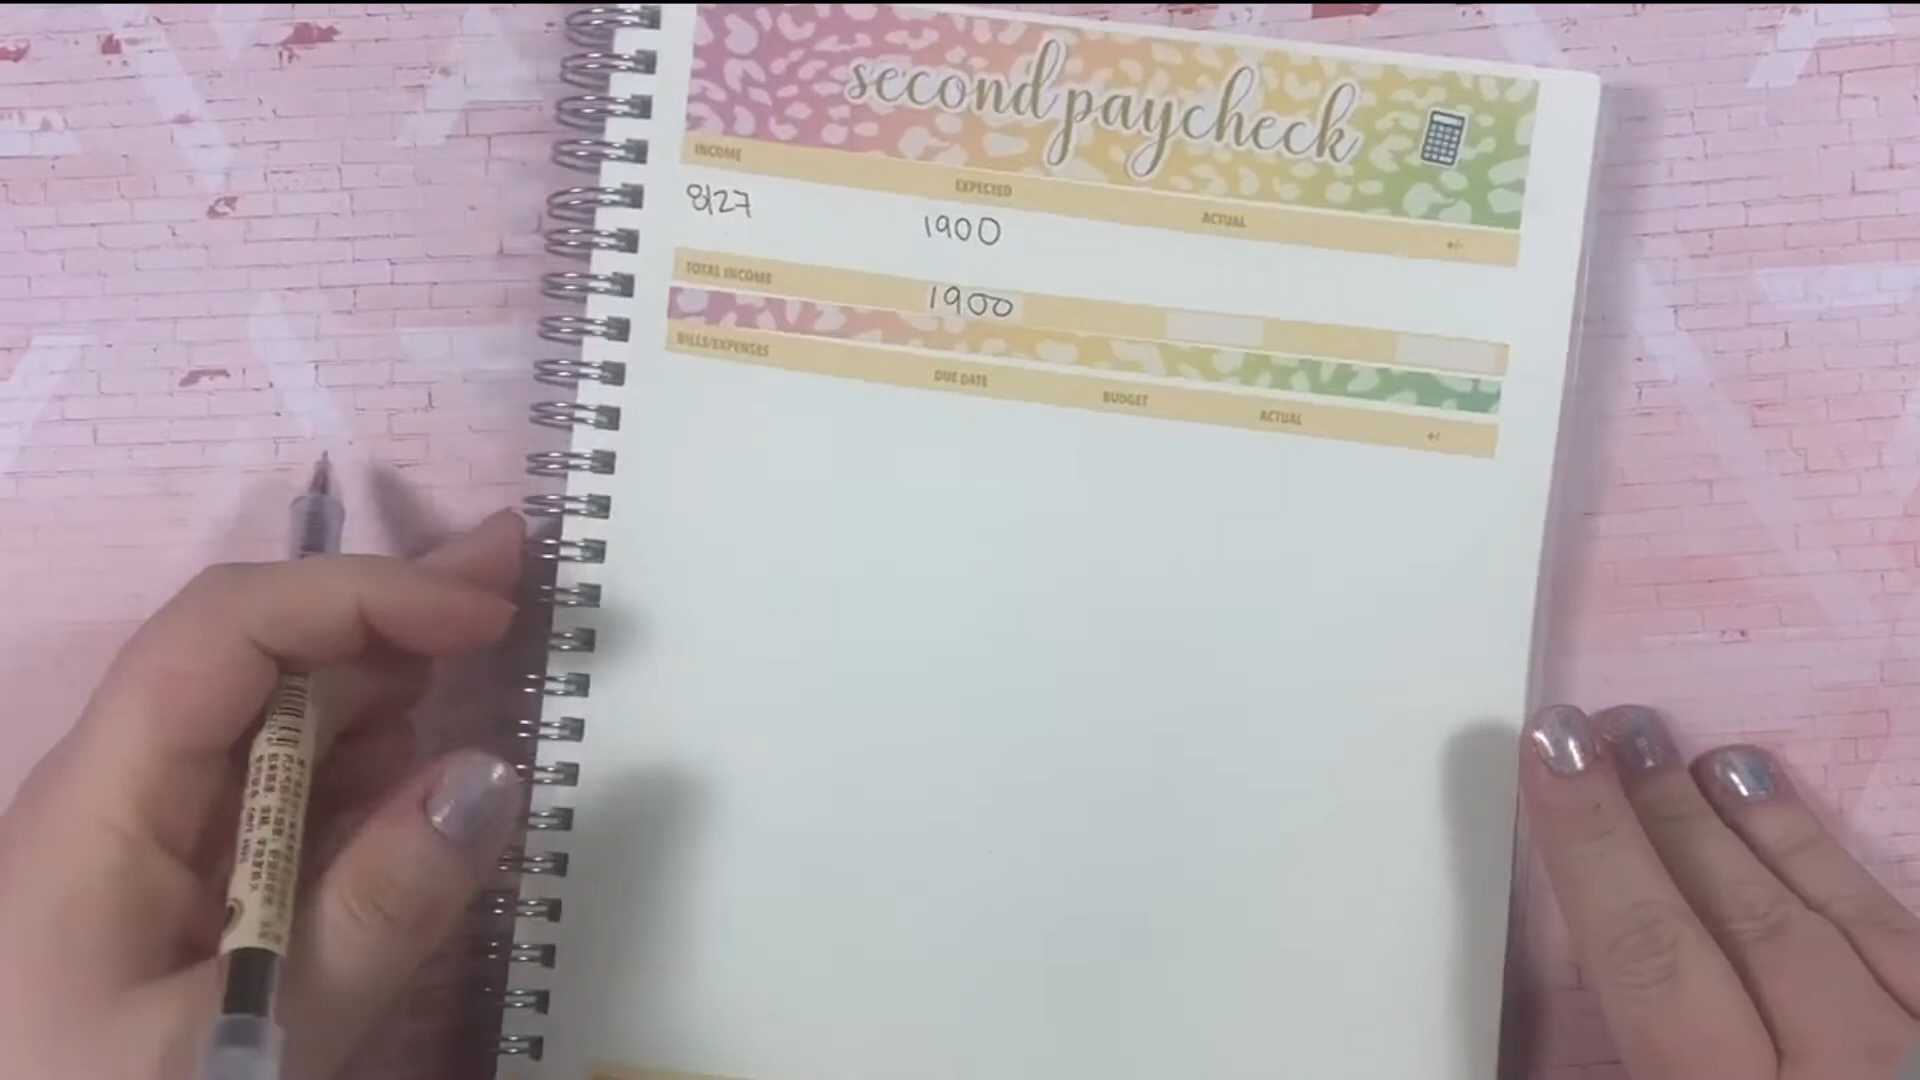 second paycheck
INCOME EXPECTED ACTUAL +/-
8/27 1900
TOTAL INCOME 1900
BILLS/EXPENSES DUE DATE BUDGET ACTUAL +/-